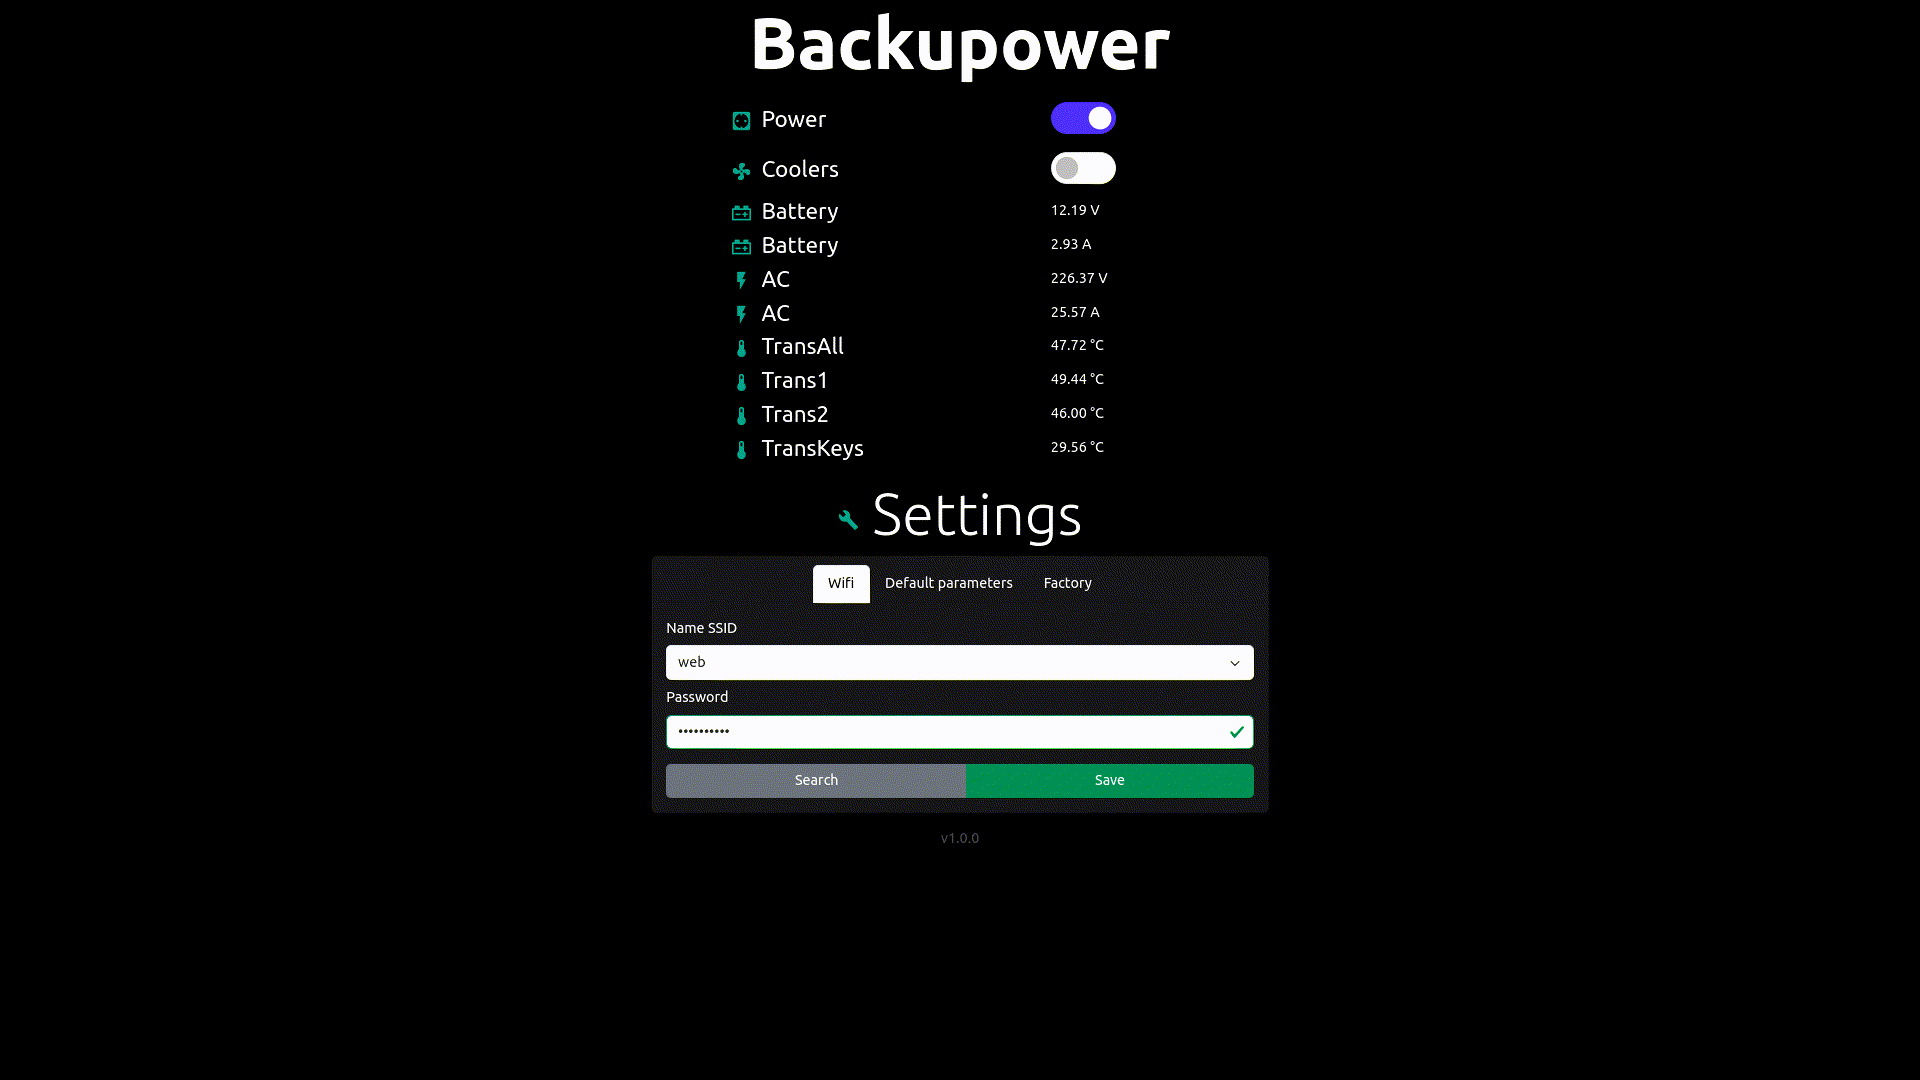 Backupower
Power
Coolers
Battery 12.19 V
Battery 2.93 A
AC 226.37 V
AC 25.57 A
TransAll 47.72 °C
Trans1 49.44 °C
Trans2 46.00 °C
TransKeys 29.56 °C
Settings
Wifi Default parameters Factory
Name SSID
web
Password
••••••••••
Search Save
v1.0.0